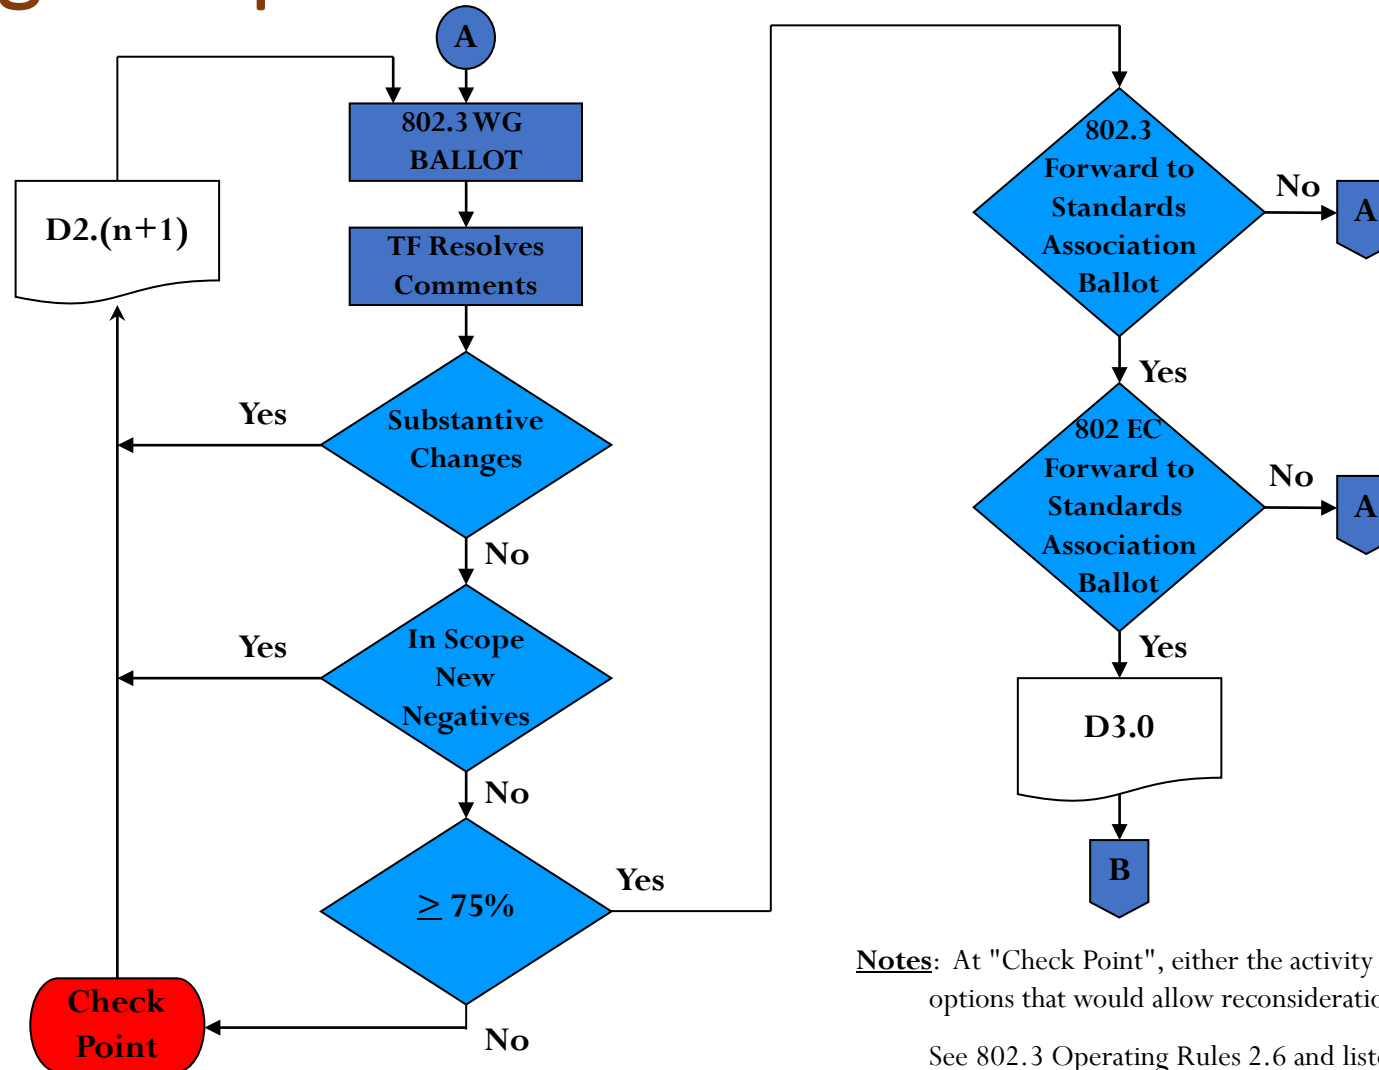 A
802.3 WG
BALLOT
D2.(n+1)
TF Resolves
Comments
Yes
Substantive
Changes
No
Yes
In Scope
New
Negatives
No
≥ 75%
Yes
Check
Point
No
802.3
Forward to
Standards
Association
Ballot
No
A
Yes
802 EC
Forward to
Standards
Association
Ballot
No
A
Yes
D3.0
B
Notes: At "Check Point", either the activity
options that would allow
See 802.3 Operating Rules 2.6 and